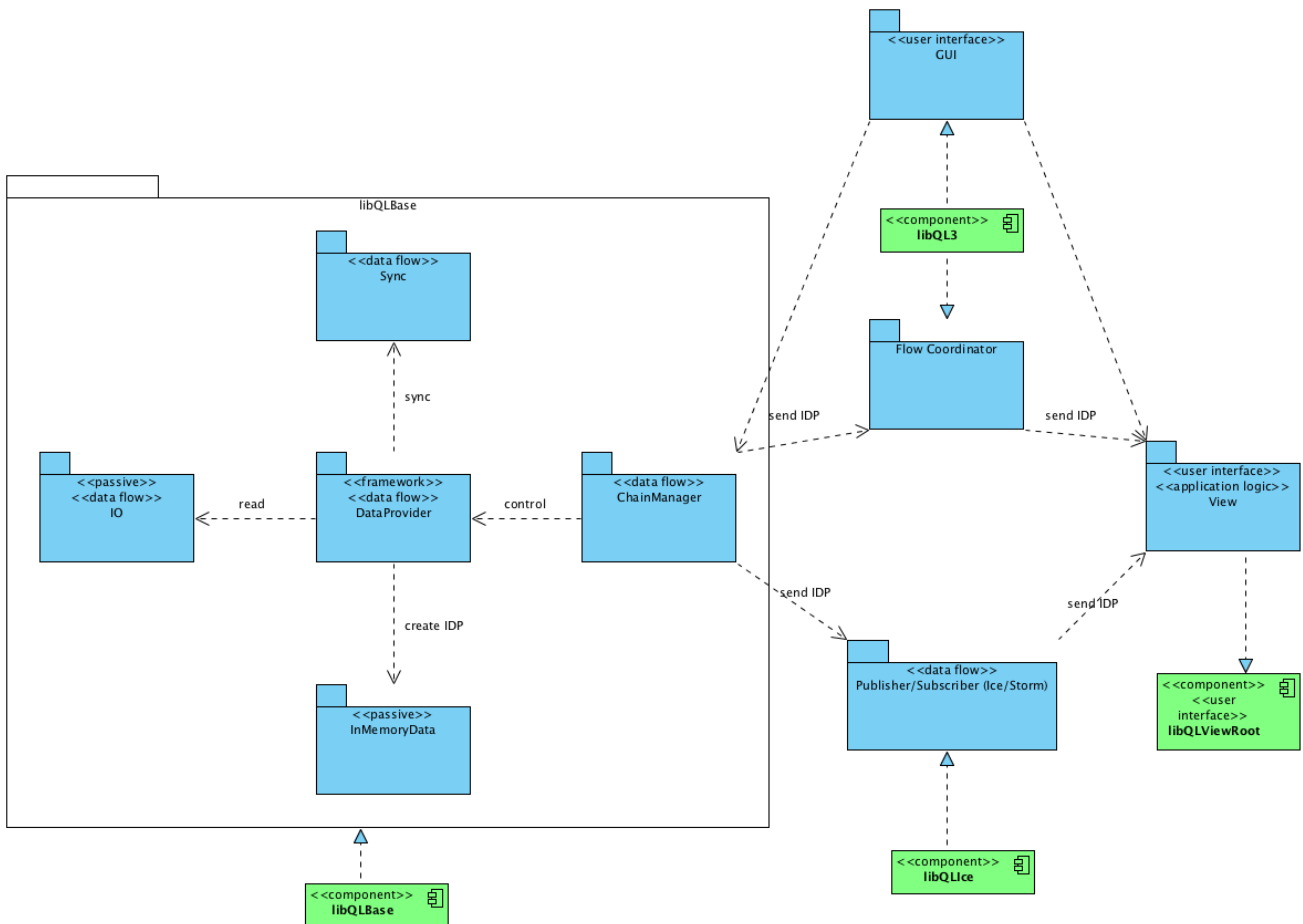 <<user interface>>
GUI
libQLBase
<<component>>
libQL3
<<data flow>>
Sync
Flow Coordinator
sync
send IDP
send IDP
<<passive>>
<<data flow>>
IO
read
<<framework>>
<<data flow>>
DataProvider
control
<<data flow>>
ChainManager
<<user interface>>
<<application logic>>
View
send IDP
send IDP
create IDP
<<data flow>>
Publisher/Subscriber (Ice/Storm)
<<component>>
<<user
interface>>
libQLViewRoot
<<passive>>
InMemoryData
<<component>>
libQLIce
<<component>>
libQLBase